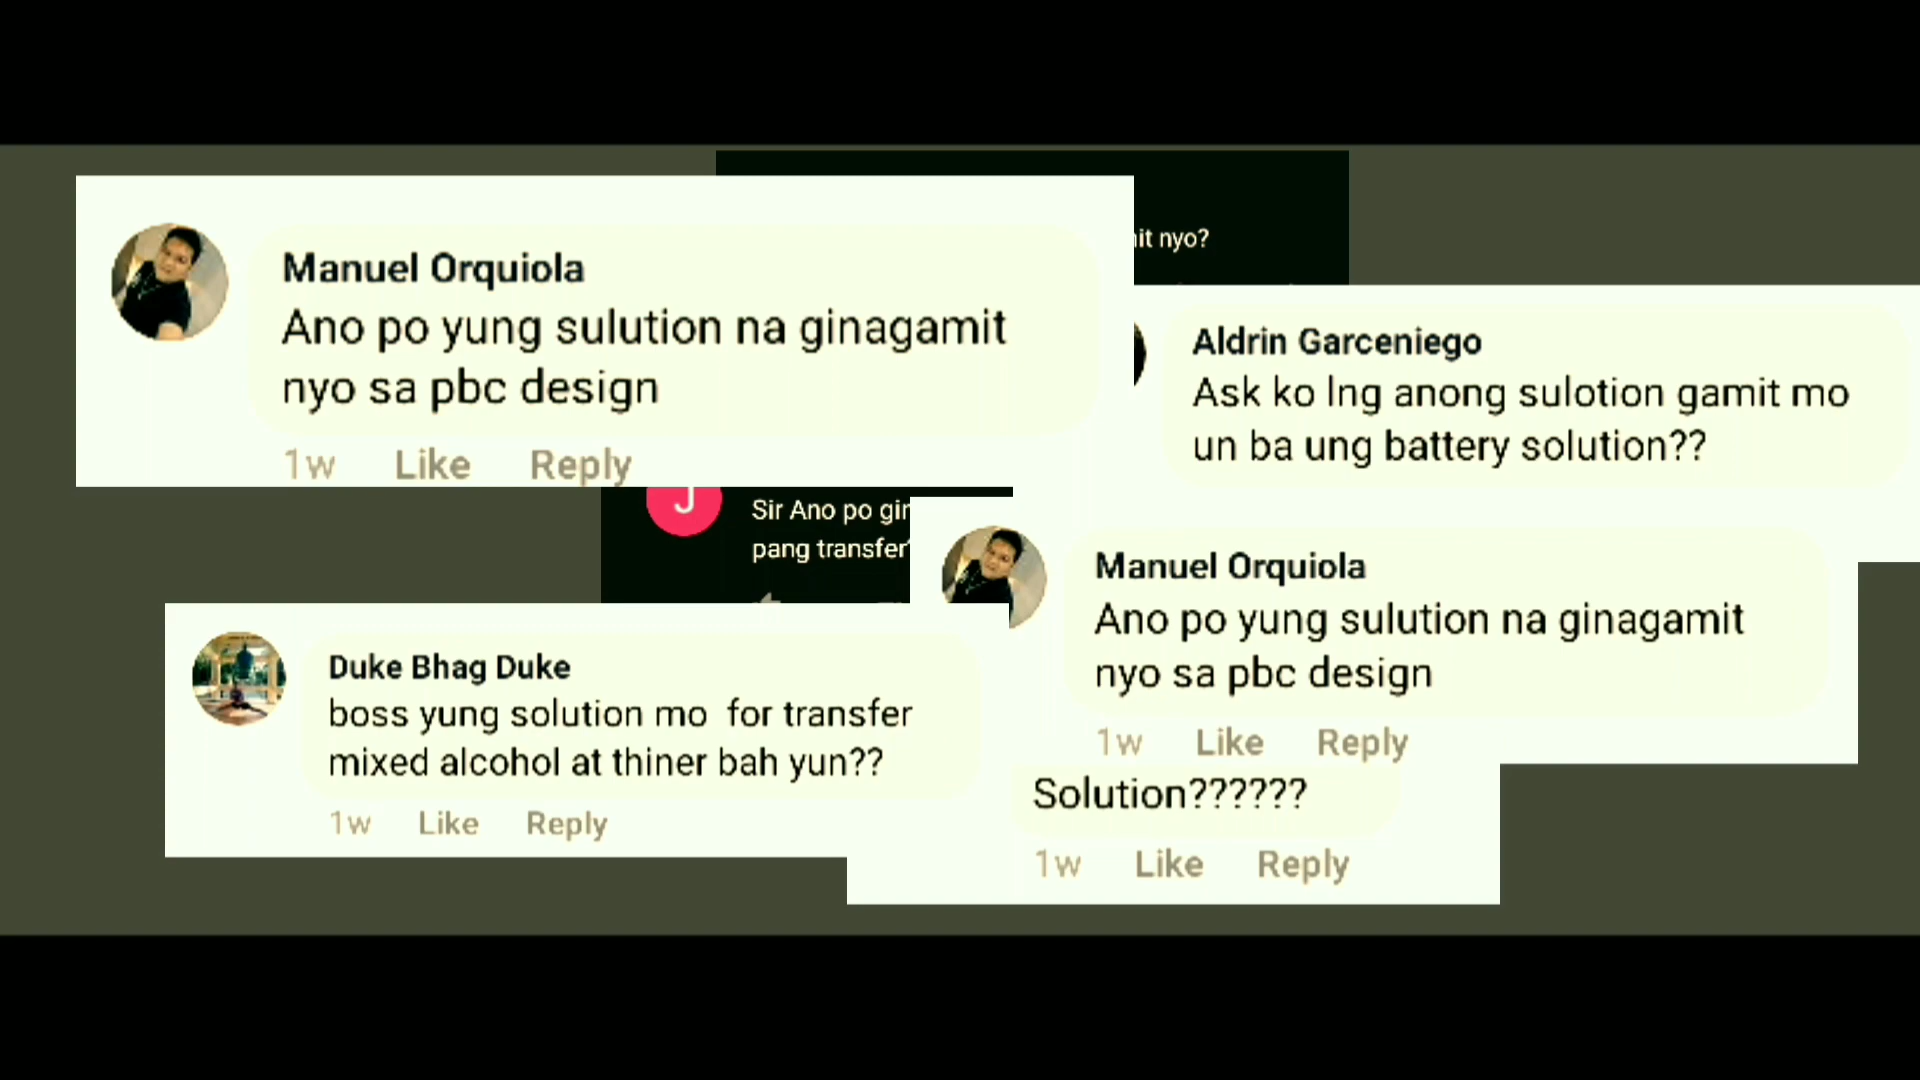 nyo?
Manuel Orquiola
Ano po yung sulution na ginagamit
nyo sa pbc design
1w Like Reply
Aldrin Garceniego
Ask ko lng anong sulotion gamit mo
un ba ung battery solution??
J
Sir Ano po
pang transfer
Manuel Orquiola
Ano po yung sulution na ginagamit
nyo sa pbc design
1w Like Reply
Duke Bhag Duke
boss yung solution mo for transfer
mixed alcohol at thiner bah yun??
1w Like Reply
Solution??????
1w Like Reply